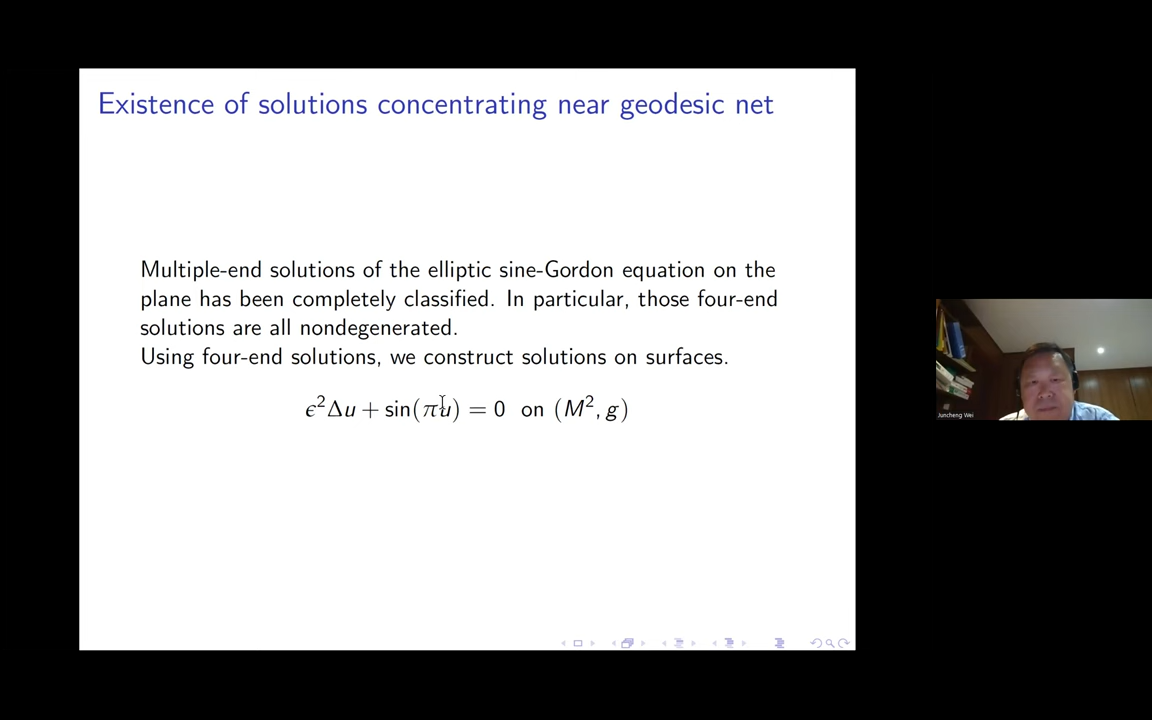 Existence of solutions concentrating near geodesic net
Multiple-end solutions of the elliptic sine-Gordon equation on the
plane has been completely classified. In particular, those four-end
solutions are all nondegenerated.
Using four-end solutions, we construct solutions on surfaces.
ϵ²Δu + sin(πu) = 0 on (M², g)
Juncheng Wei